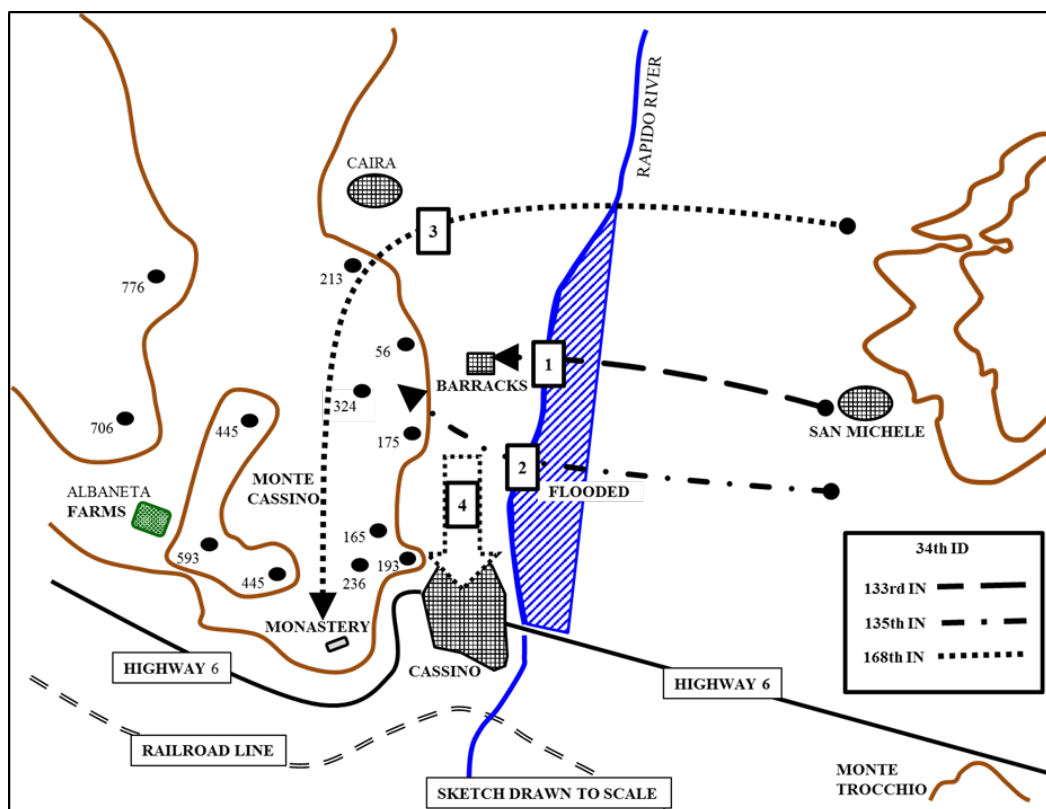 RAPIDO RIVER
CAIRA
3
213
776
56
1
BARRACKS
324
SAN MICHELE
706
445
175
MONTE
CASSINO
2
FLOODED
ALBANETA
FARMS
4
165
593
193
236
445
MONASTERY
HIGHWAY 6
CASSINO
HIGHWAY 6
RAILROAD LINE
SKETCH DRAWN TO SCALE
MONTE
TROCCHIO
34th ID
133rd IN
135th IN
168th IN